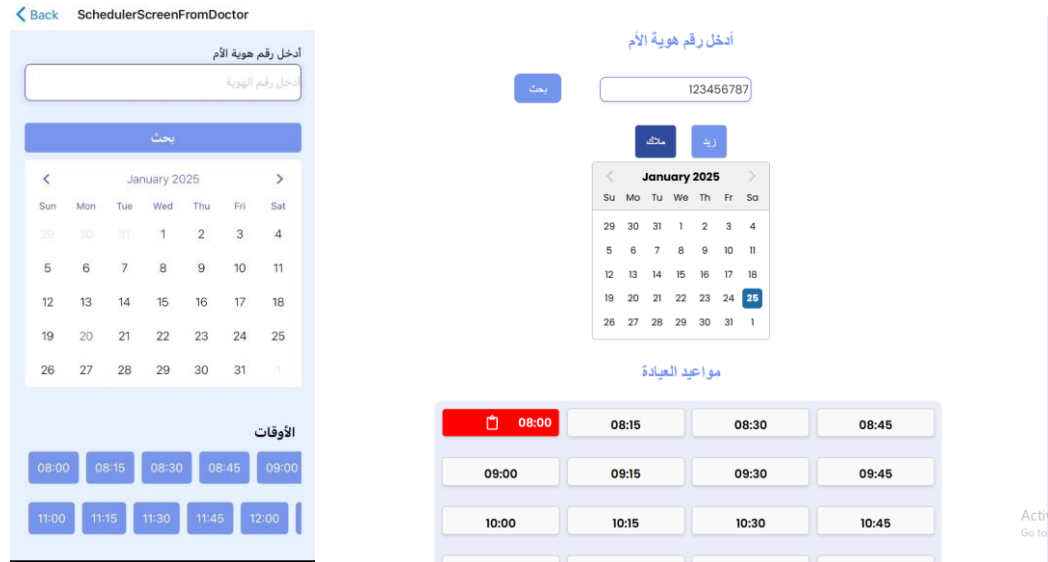 Back SchedulerScreenFromDoctor
أدخل رقم هوية الأم
أدخل رقم الهوية
بحث
January 2025
Sun Mon Tue Wed Thu Fri Sat
29 30 31 1 2 3 4
5 6 7 8 9 10 11
12 13 14 15 16 17 18
19 20 21 22 23 24 25
26 27 28 29 30 31 1
الأوقات
08:00 08:15 08:30 08:45 09:00
11:00 11:15 11:30 11:45 12:00
أدخل رقم هوية الأم
123456787
بحث
زيد
ملاك
January 2025
Su Mo Tu We Th Fr Sa
29 30 31 1 2 3 4
5 6 7 8 9 10 11
12 13 14 15 16 17 18
19 20 21 22 23 24 25
26 27 28 29 30 31 1
مواعيد العيادة
08:00 08:15 08:30 08:45
09:00 09:15 09:30 09:45
10:00 10:15 10:30 10:45
Go to